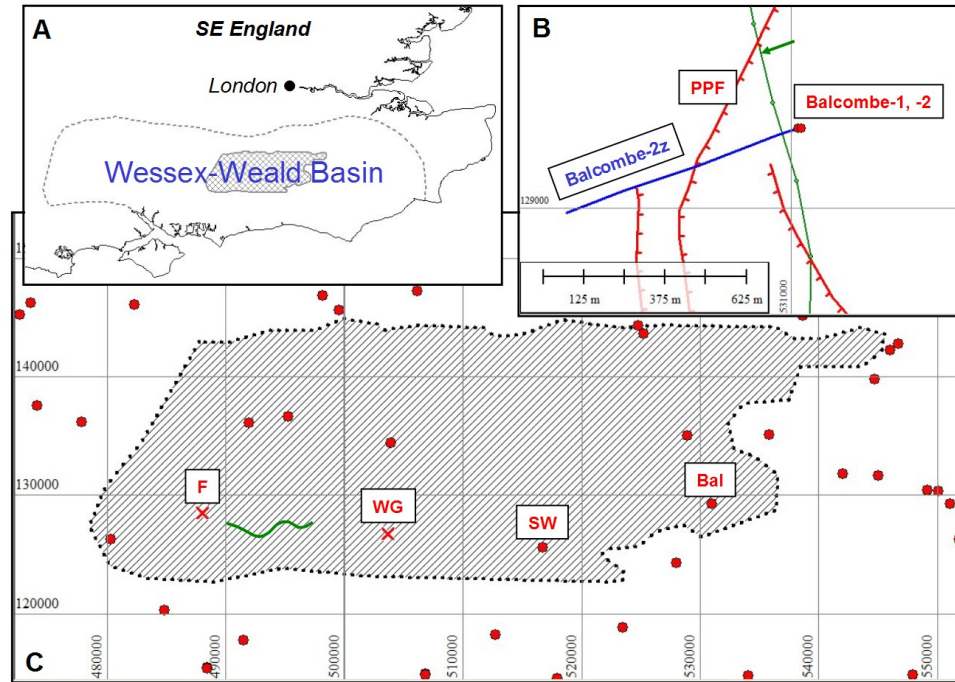 A
SE England
London
Wessex-Weald Basin
B
PPF
Balcombe-1, -2
Balcombe-2z
129000
531000
125 m
375 m
625 m
140000
130000
120000
F
WG
SW
Bal
C
480000
490000
500000
510000
520000
530000
540000
550000